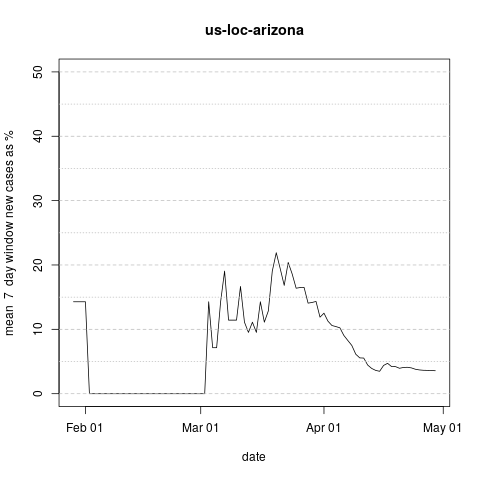 us-loc-arizona
mean  7  day window new cases as %
50
40
30
20
10
0
Feb 01
Mar 01
Apr 01
May 01
date